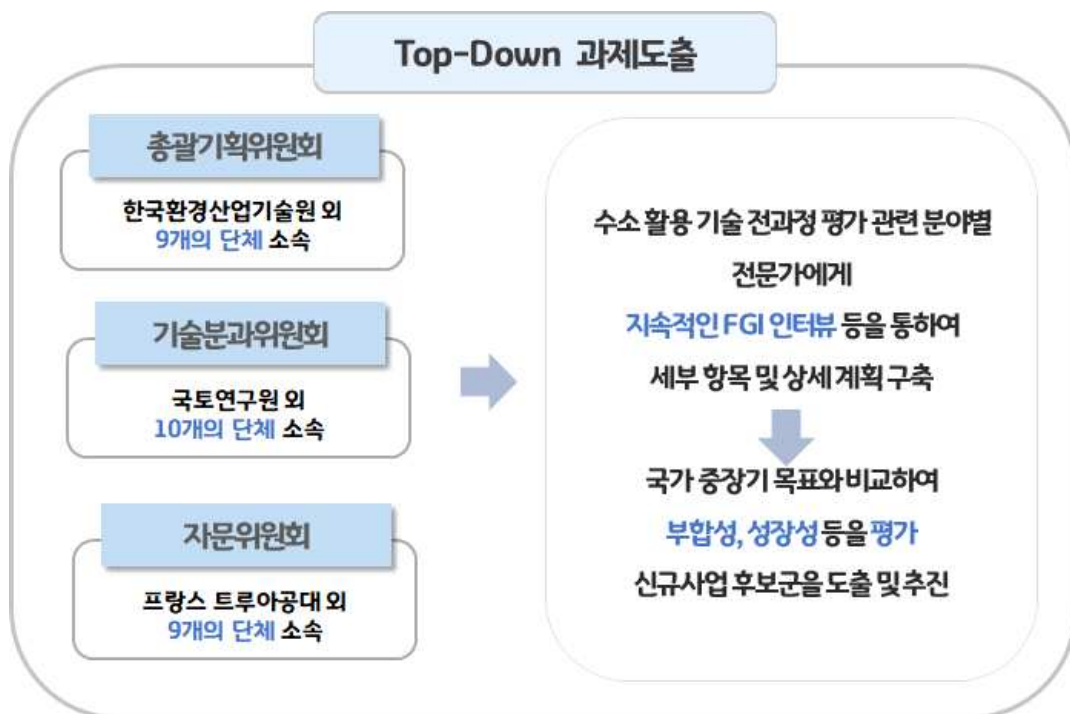 Top-Down 과제도출
총괄기획위원회
한국환경산업기술원 외
9개의 단체 소속
기술분과위원회
국토연구원 외
10개의 단체 소속
자문위원회
프랑스 트루아공대 외
9개의 단체 소속
수소 활용 기술 전과정 평가 관련 분야별
전문가에게
지속적인 FGI 인터뷰 등을 통하여
세부 항목 및 상세 계획 구축
국가 중장기 목표와 비교하여
부합성, 성장성 등을 평가
신규사업 후보군을 도출 및 추진